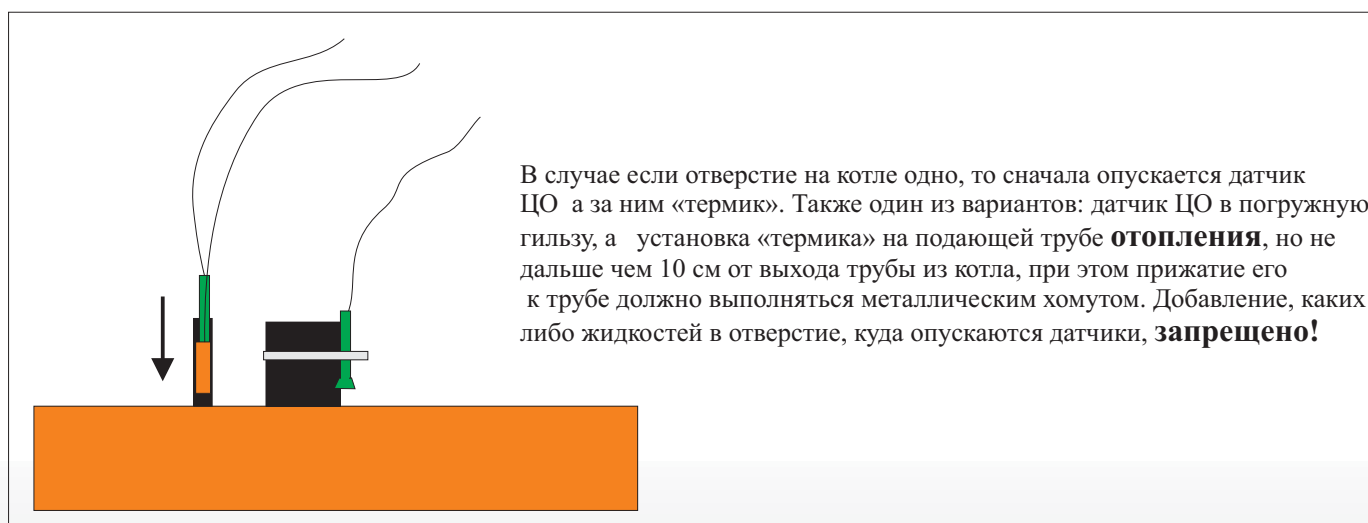 В случае если отверстие на котле одно, то сначала опускается датчик
ЦО а за ним «термик». Также один из вариантов: датчик ЦО в погружную
гильзу, а установка «термика» на подающей трубе отопления, но не
дальше чем 10 см от выхода трубы из котла, при этом прижатие его
к трубе должно выполняться металлическим хомутом. Добавление, каких
либо жидкостей в отверстие, куда опускаются датчики, запрещено!